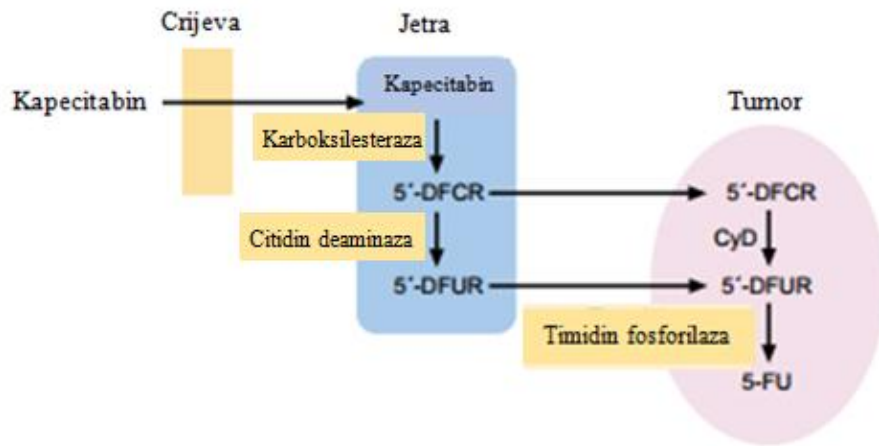 Crijeva
Jetra
Kapecitabin
Kapecitabin
Tumor
Karboksilesteraza
5´-DFCR
5´-DFCR
Citidin deaminaza
CyD
5´-DFUR
5´-DFUR
Timidin fosforilaza
5-FU